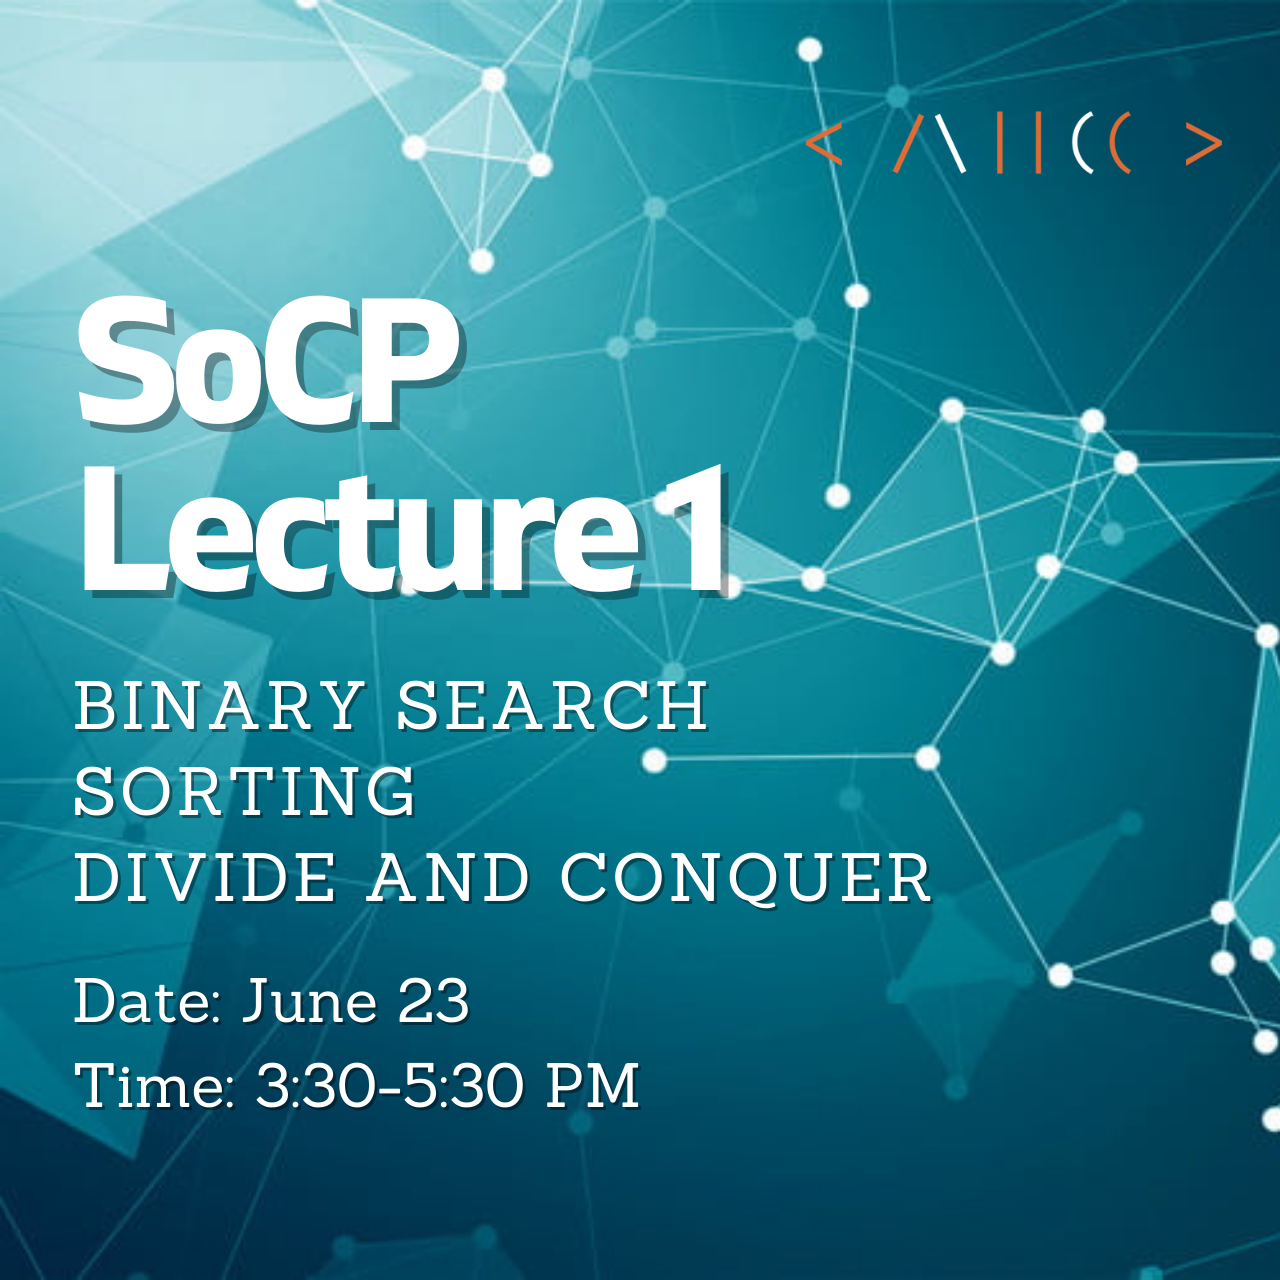 SoCP
Lecture 1
BINARY SEARCH
SORTING
DIVIDE AND CONQUER
Date: June 23
Time: 3:30-5:30 PM